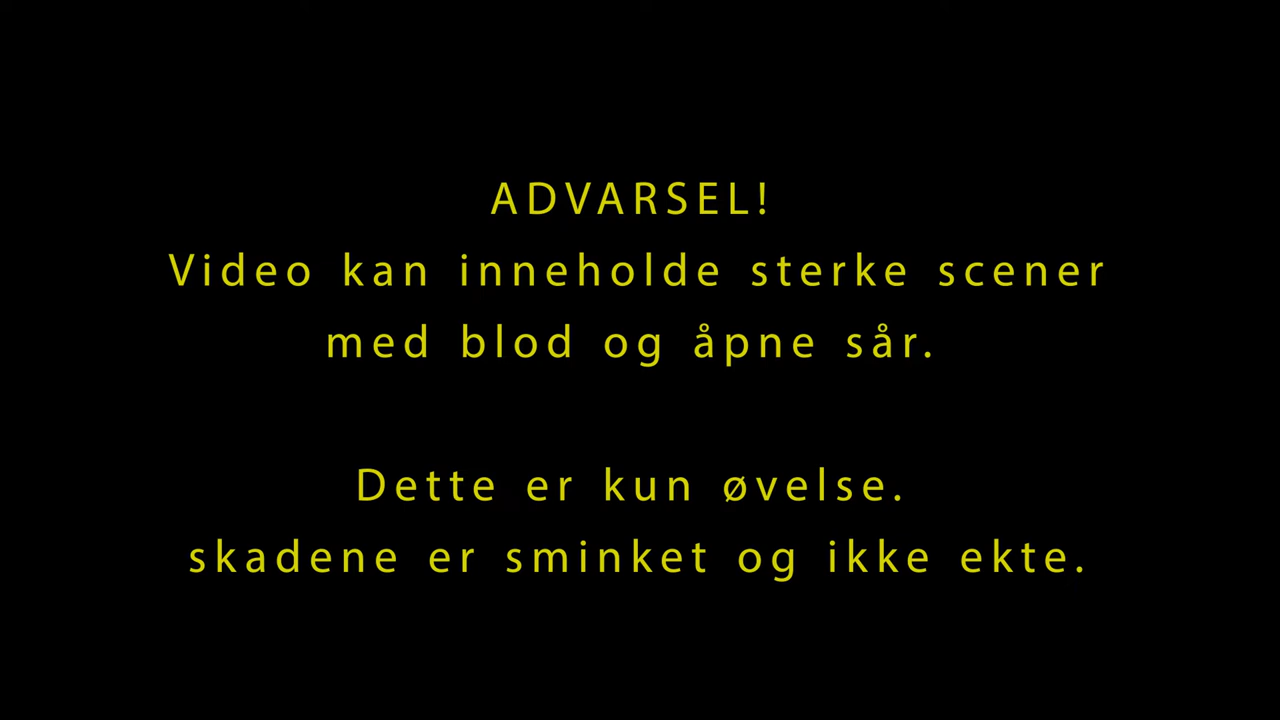 ADVARSEL!
Video kan inneholde sterke scener
med blod og åpne sår.
Dette er kun øvelse.
skadene er sminket og ikke ekte.